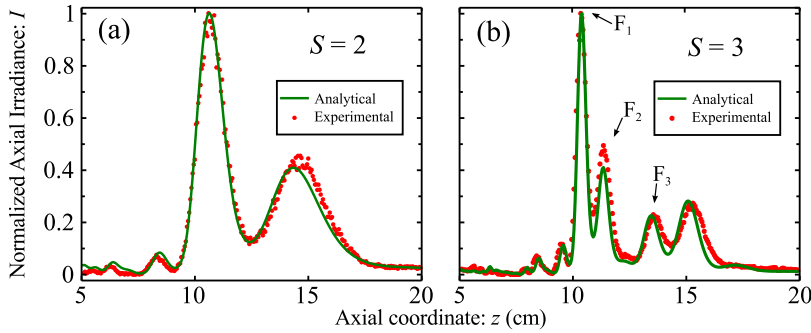 Normalized Axial Irradiance: I
1
0.8
0.6
0.4
0.2
0
(a)
S = 2
Analytical
Experimental
5
10
15
20
(b)
F1
S = 3
Analytical
Experimental
F2
F3
5
10
15
20
Axial coordinate: z (cm)